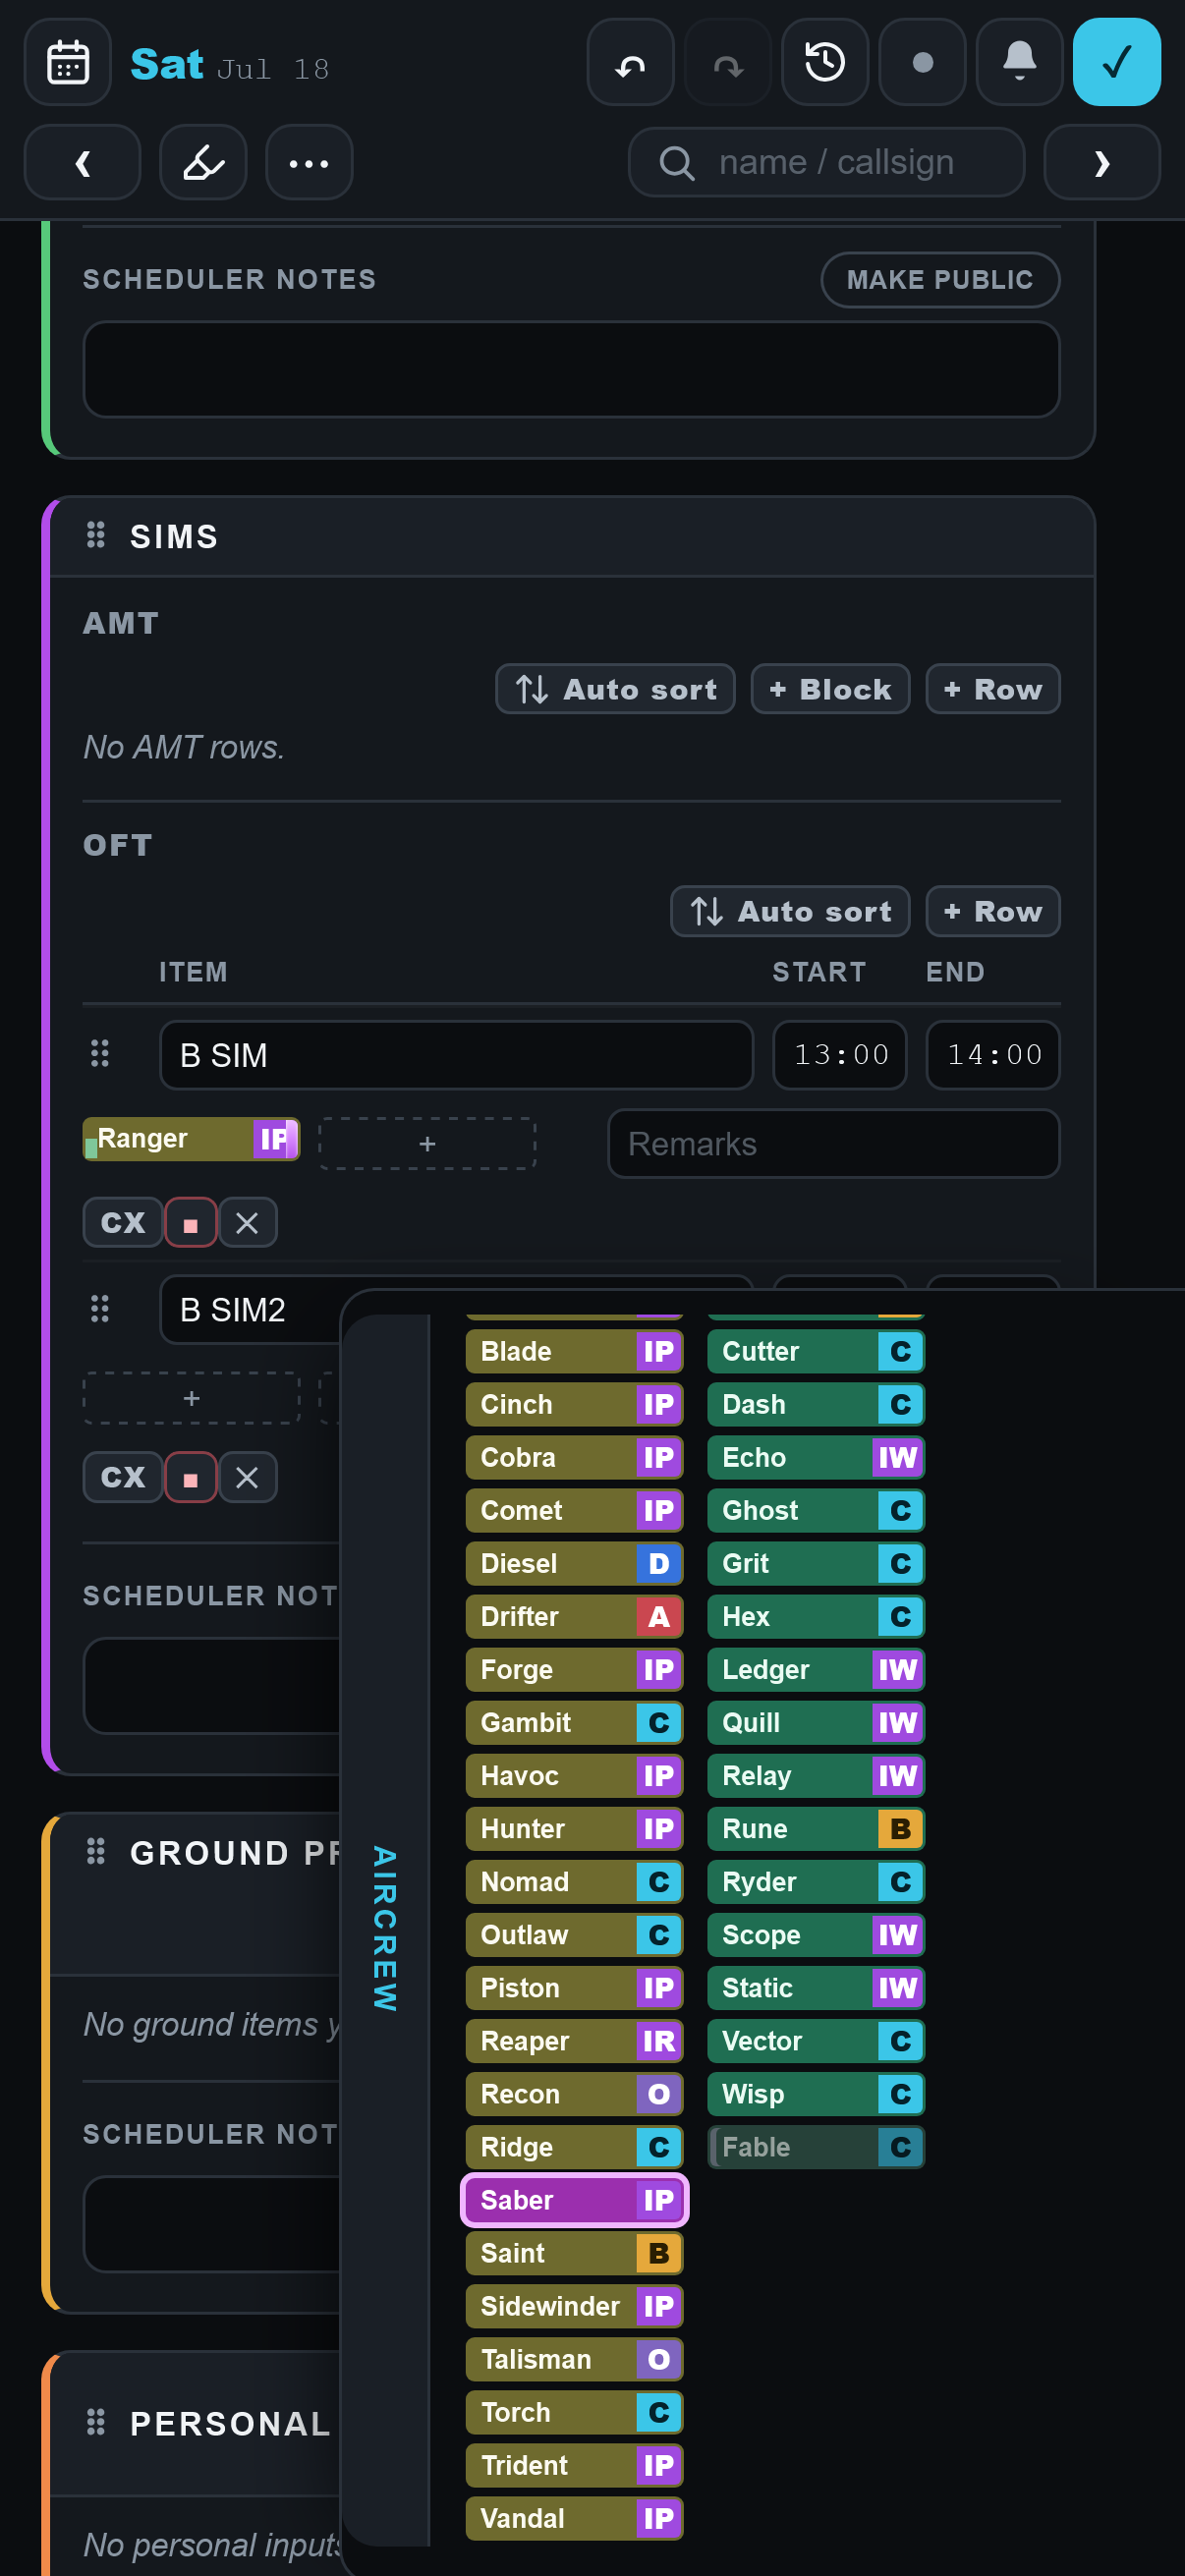 Sat Jul 18
name / callsign
SCHEDULER NOTES MAKE PUBLIC
SIMS
AMT
Auto sort + Block + Row
No AMT rows.
OFT
Auto sort + Row
ITEM START END
B SIM 13:00 14:00
Ranger IP + Remarks
CX
B SIM2
+
CX
SCHEDULER NOT
GROUND PR
No ground items y
SCHEDULER NOT
PERSONAL
No personal inputs
AIRCREW
Blade IP
Cinch IP
Cobra IP
Comet IP
Diesel D
Drifter A
Forge IP
Gambit C
Havoc IP
Hunter IP
Nomad C
Outlaw C
Piston IP
Reaper IR
Recon O
Ridge C
Saber IP
Saint B
Sidewinder IP
Talisman O
Torch C
Trident IP
Vandal IP
Cutter C
Dash C
Echo IW
Ghost C
Grit C
Hex C
Ledger IW
Quill IW
Relay IW
Rune B
Ryder C
Scope IW
Static IW
Vector C
Wisp C
Fable C